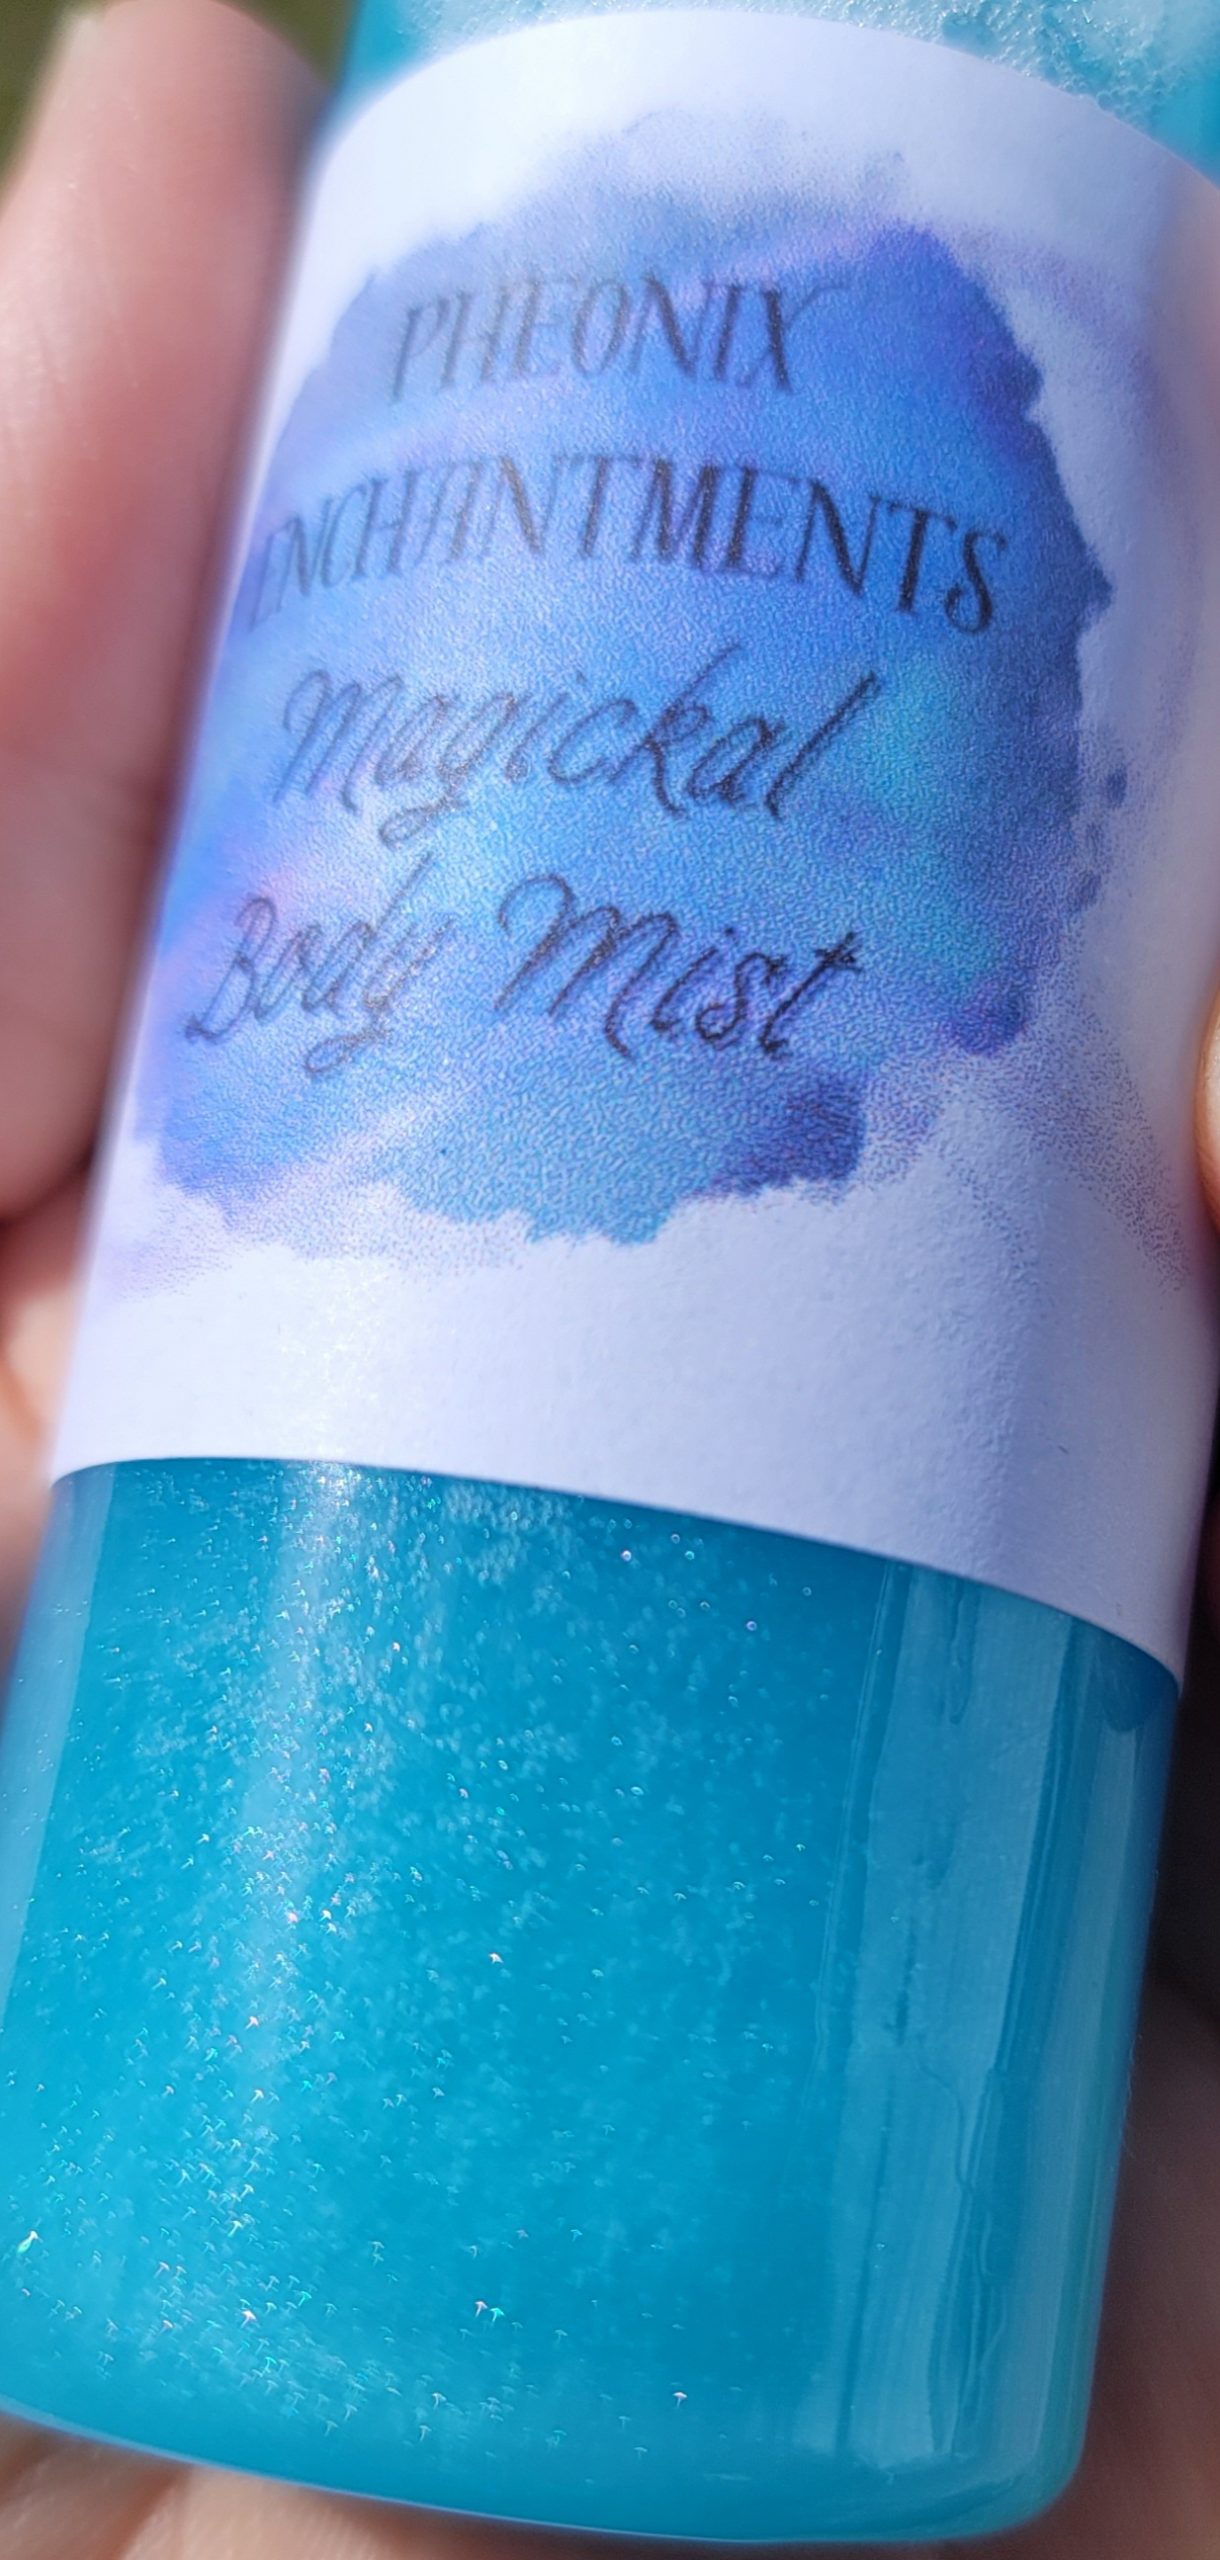 PHEONIX
ENCHANTMENTS
Magickal
Body Mist